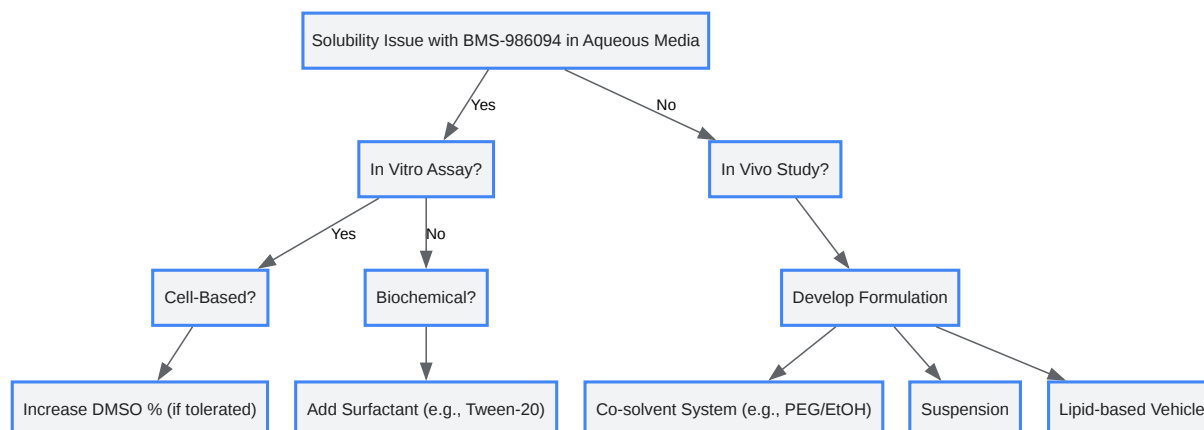 Solubility Issue with BMS-986094 in Aqueous Media
Yes
No
In Vitro Assay?
In Vivo Study?
Yes
No
Cell-Based?
Biochemical?
Develop Formulation
Increase DMSO % (if tolerated)
Add Surfactant (e.g., Tween-20)
Co-solvent System (e.g., PEG/EtOH)
Suspension
Lipid-based Vehicle